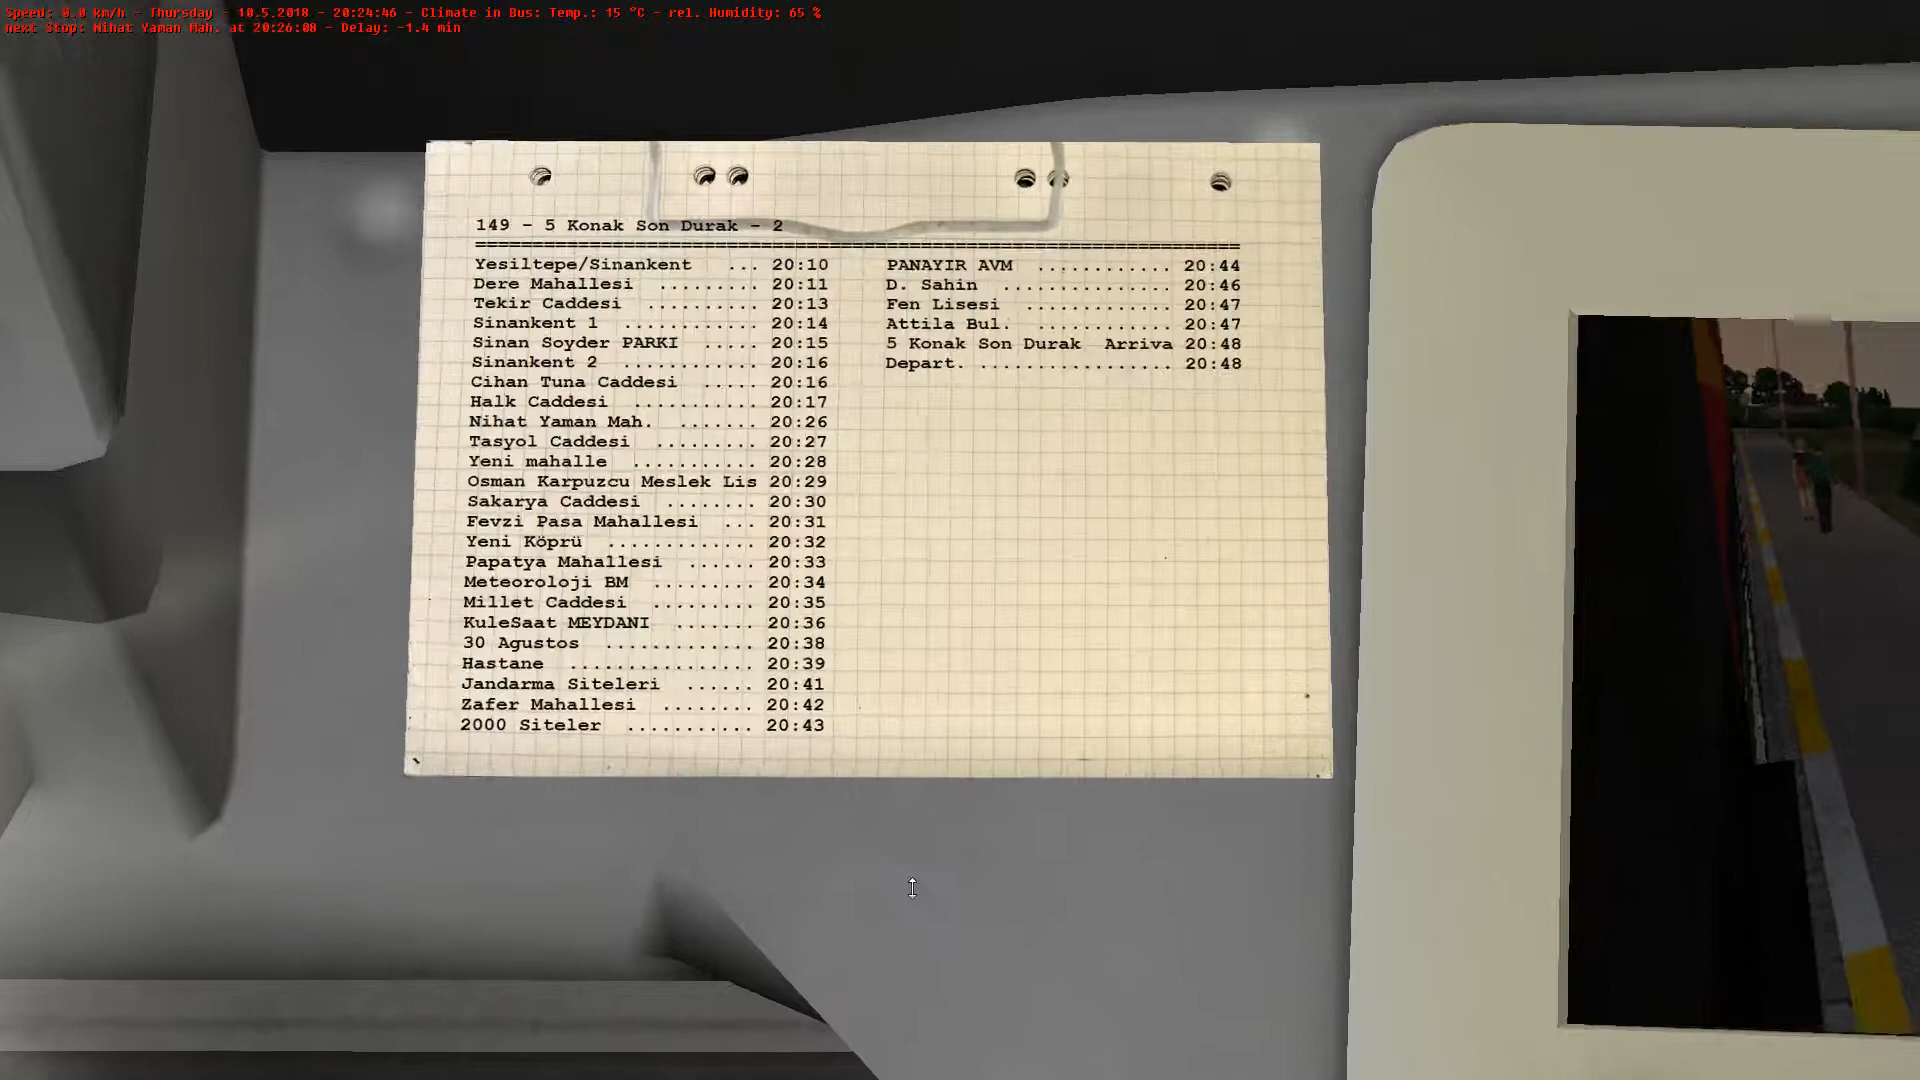 Speed: 0.0 km/h - Thursday - 10.5.2018 - 20:24:46 - Climate in Bus: Temp.: 15 °C - rel. Humidity: 65 %
next Stop: Nihat Yaman Mah. at 20:26:08 - Delay: -1.4 min
149 - 5 Konak Son Durak - 2
================================================================
Yesiltepe/Sinankent ... 20:10
Dere Mahallesi ......... 20:11
Tekir Caddesi .......... 20:13
Sinankent 1 ............ 20:14
Sinan Soyder PARKI ..... 20:15
Sinankent 2 ............ 20:16
Cihan Tuna Caddesi ..... 20:16
Halk Caddesi ........... 20:17
Nihat Yaman Mah. ....... 20:26
Tasyol Caddesi ......... 20:27
Yeni mahalle ........... 20:28
Osman Karpuzcu Meslek Lis 20:29
Sakarya Caddesi ........ 20:30
Fevzi Pasa Mahallesi ... 20:31
Yeni Köprü ............. 20:32
Papatya Mahallesi ...... 20:33
Meteoroloji BM ......... 20:34
Millet Caddesi ......... 20:35
KuleSaat MEYDANI ....... 20:36
30 Agustos ............. 20:38
Hastane ................ 20:39
Jandarma Siteleri ...... 20:41
Zafer Mahallesi ........ 20:42
2000 Siteler ........... 20:43
PANAYIR AVM ............ 20:44
D. Sahin ............... 20:46
Fen Lisesi ............. 20:47
Attila Bul. ............ 20:47
5 Konak Son Durak Arriva 20:48
Depart. ................. 20:48